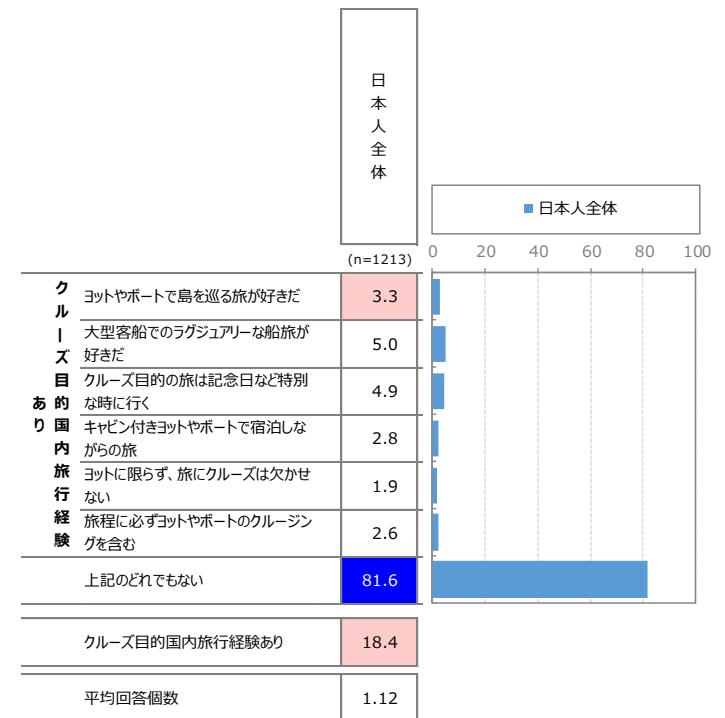 日本人全体
日本人全体
(n=1213)
0 20 40 60 80 100
クルーズ目的国内旅行経験あり
ヨットやボートで島を巡る旅が好きだ
3.3
大型客船でのラグジュアリーな船旅が
好きだ
5.0
クルーズ目的の旅は記念日など特別
な時に行く
4.9
キャビン付きヨットやボートで宿泊しな
がらの旅
2.8
ヨットに限らず、旅にクルーズは欠かせ
ない
1.9
旅程に必ずヨットやボートのクルージン
グを含む
2.6
上記のどれでもない
81.6
クルーズ目的国内旅行経験あり
18.4
平均回答個数
1.12